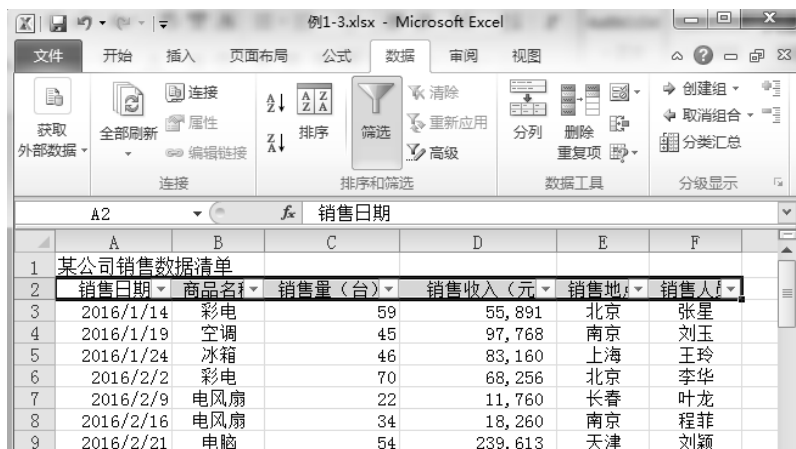 例1-3.xlsx - Microsoft Excel
文件 开始 插入 页面布局 公式 数据 审阅 视图
获取 外部数据
全部刷新
连接
属性
编辑链接
连接
排序
筛选
清除
重新应用
高级
排序和筛选
分列
删除 重复项
数据工具
创建组
取消组合
分类汇总
分级显示
A2 fx 销售日期
A B C D E F
1 某公司销售数据清单
2 销售日期 商品名 销售量（台） 销售收入（元 销售地 销售人
3 2016/1/14 彩电 59 55,891 北京 张星
4 2016/1/19 空调 45 97,768 南京 刘玉
5 2016/1/24 冰箱 46 83,160 上海 王玲
6 2016/2/2 彩电 70 68,256 北京 李华
7 2016/2/9 电风扇 22 11,760 长春 叶龙
8 2016/2/16 电风扇 34 18,260 南京 程菲
9 2016/2/21 电脑 54 239,613 天津 刘颖